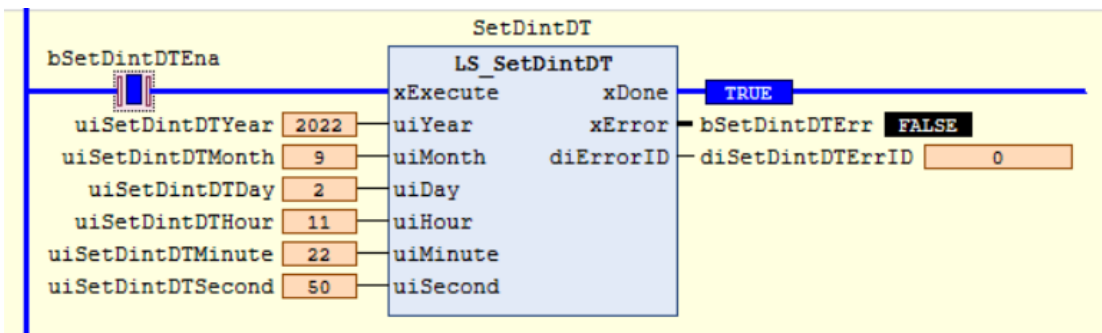 SetDintDT
bSetDintDTEna
LS_SetDintDT
xExecute xDone TRUE
uiSetDintDTYear 2022 uiYear xError bSetDintDTErr FALSE
uiSetDintDTMonth 9 uiMonth diErrorID diSetDintDTErrID 0
uiSetDintDTDay 2 uiDay
uiSetDintDTHour 11 uiHour
uiSetDintDTMinute 22 uiMinute
uiSetDintDTSecond 50 uiSecond